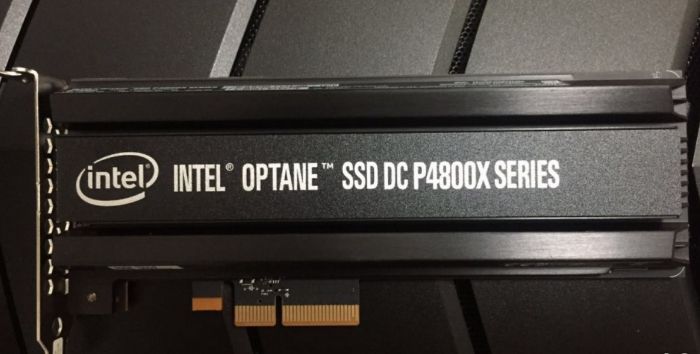 intel
INTEL® OPTANE™ SSD DC P4800X SERIES